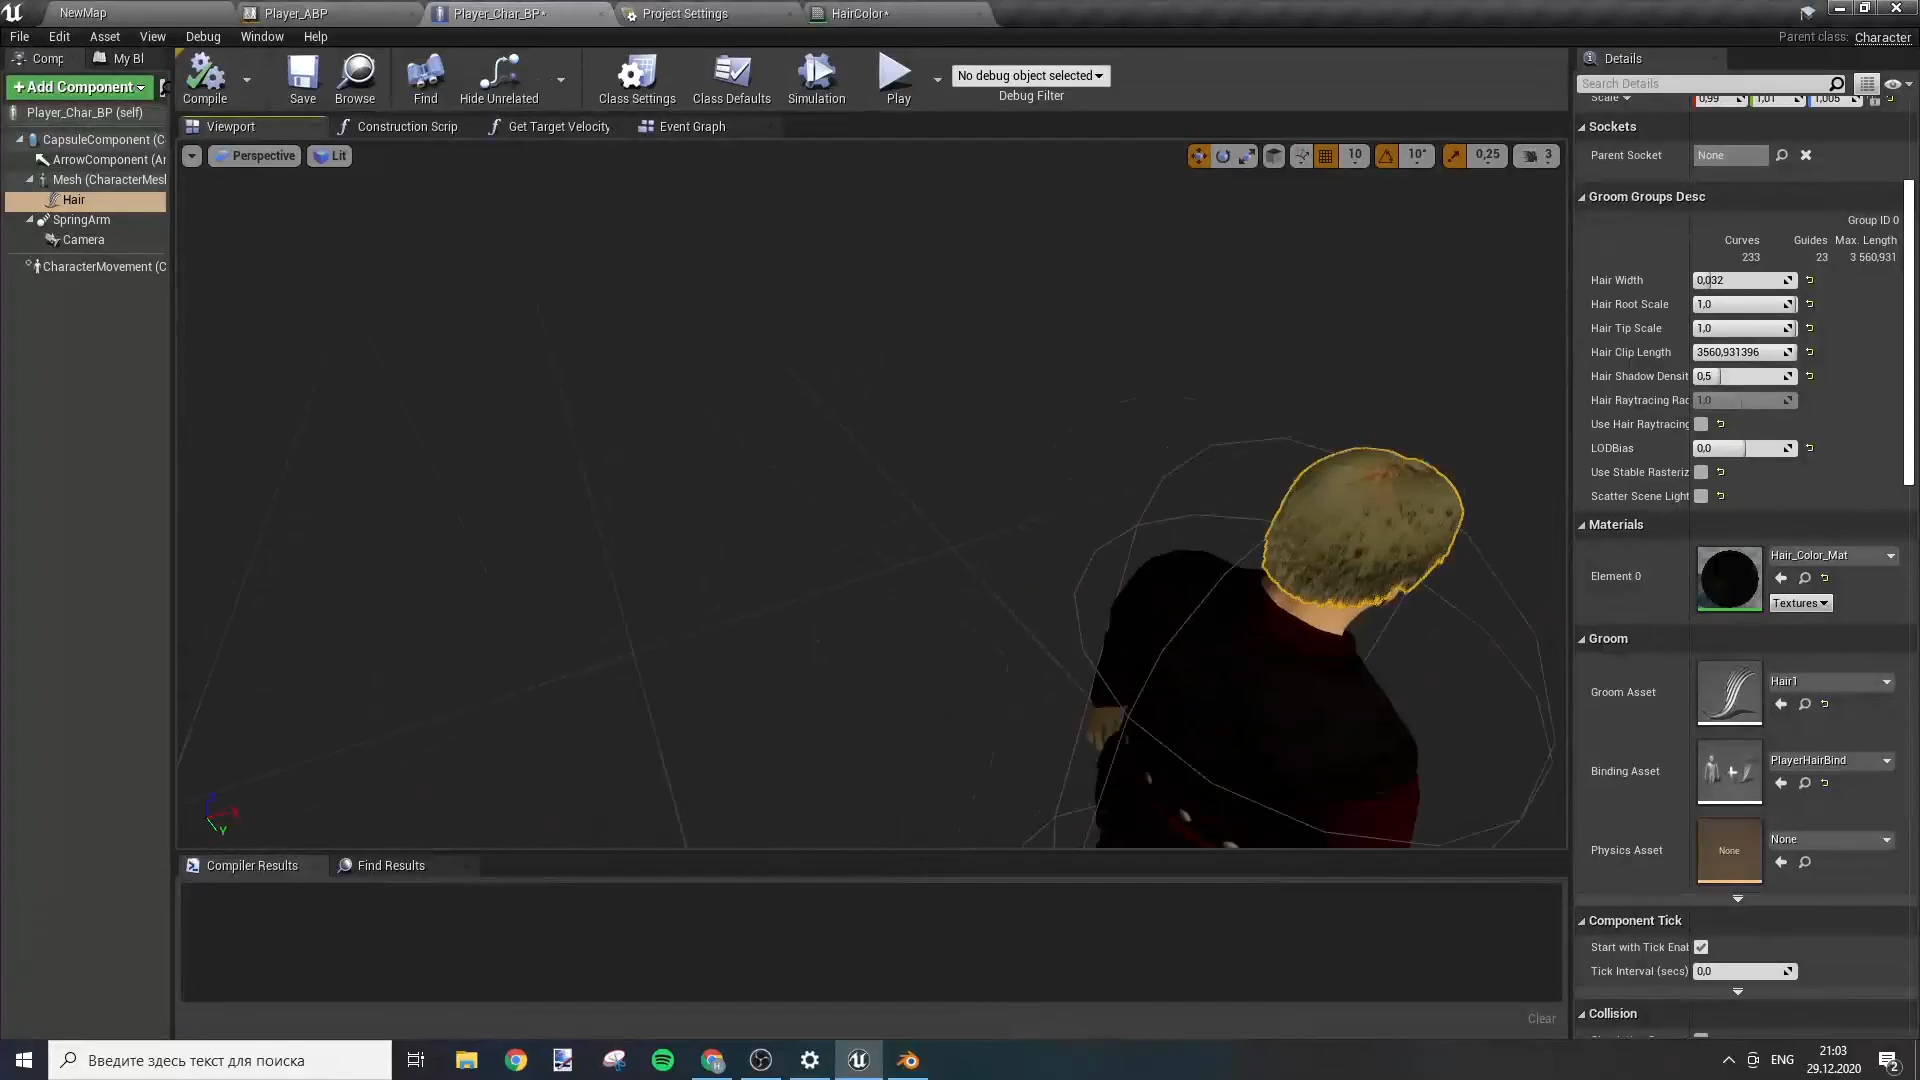 NewMap
Player_ABP
Player_Char_BP*
Project Settings
HairColor*
File Edit Asset View Debug Window Help
Parent class: Character
Comp
My Bl
+Add Component
Player_Char_BP (self)
CapsuleComponent (C
ArrowComponent (Ar
Mesh (CharacterMesl
Hair
SpringArm
Camera
CharacterMovement (C
Compile
Save
Browse
Find
Hide Unrelated
Class Settings
Class Defaults
Simulation
Play
No debug object selected
Debug Filter
Viewport
Construction Scrip
Get Target Velocity
Event Graph
Perspective
Lit
10
10°
0,25
3
X
Y
Compiler Results
Find Results
Clear
Details
Search Details
Scale
0,99
1,01
1,005
Sockets
Parent Socket
None
Groom Groups Desc
Group ID 0
Curves Guides Max. Length
233 23 3 560,931
Hair Width 0,032
Hair Root Scale 1,0
Hair Tip Scale 1,0
Hair Clip Length 3560,931396
Hair Shadow Densit 0,5
Hair Raytracing Rac 1,0
Use Hair Raytracing
LODBias 0,0
Use Stable Rasteriz
Scatter Scene Light
Materials
Element 0
Hair_Color_Mat
Textures
Groom
Groom Asset
Hair1
Binding Asset
PlayerHairBind
Physics Asset
None
None
Component Tick
Start with Tick Enal
Tick Interval (secs) 0,0
Collision
Введите здесь текст для поиска
ENG
21:03
29.12.2020
2